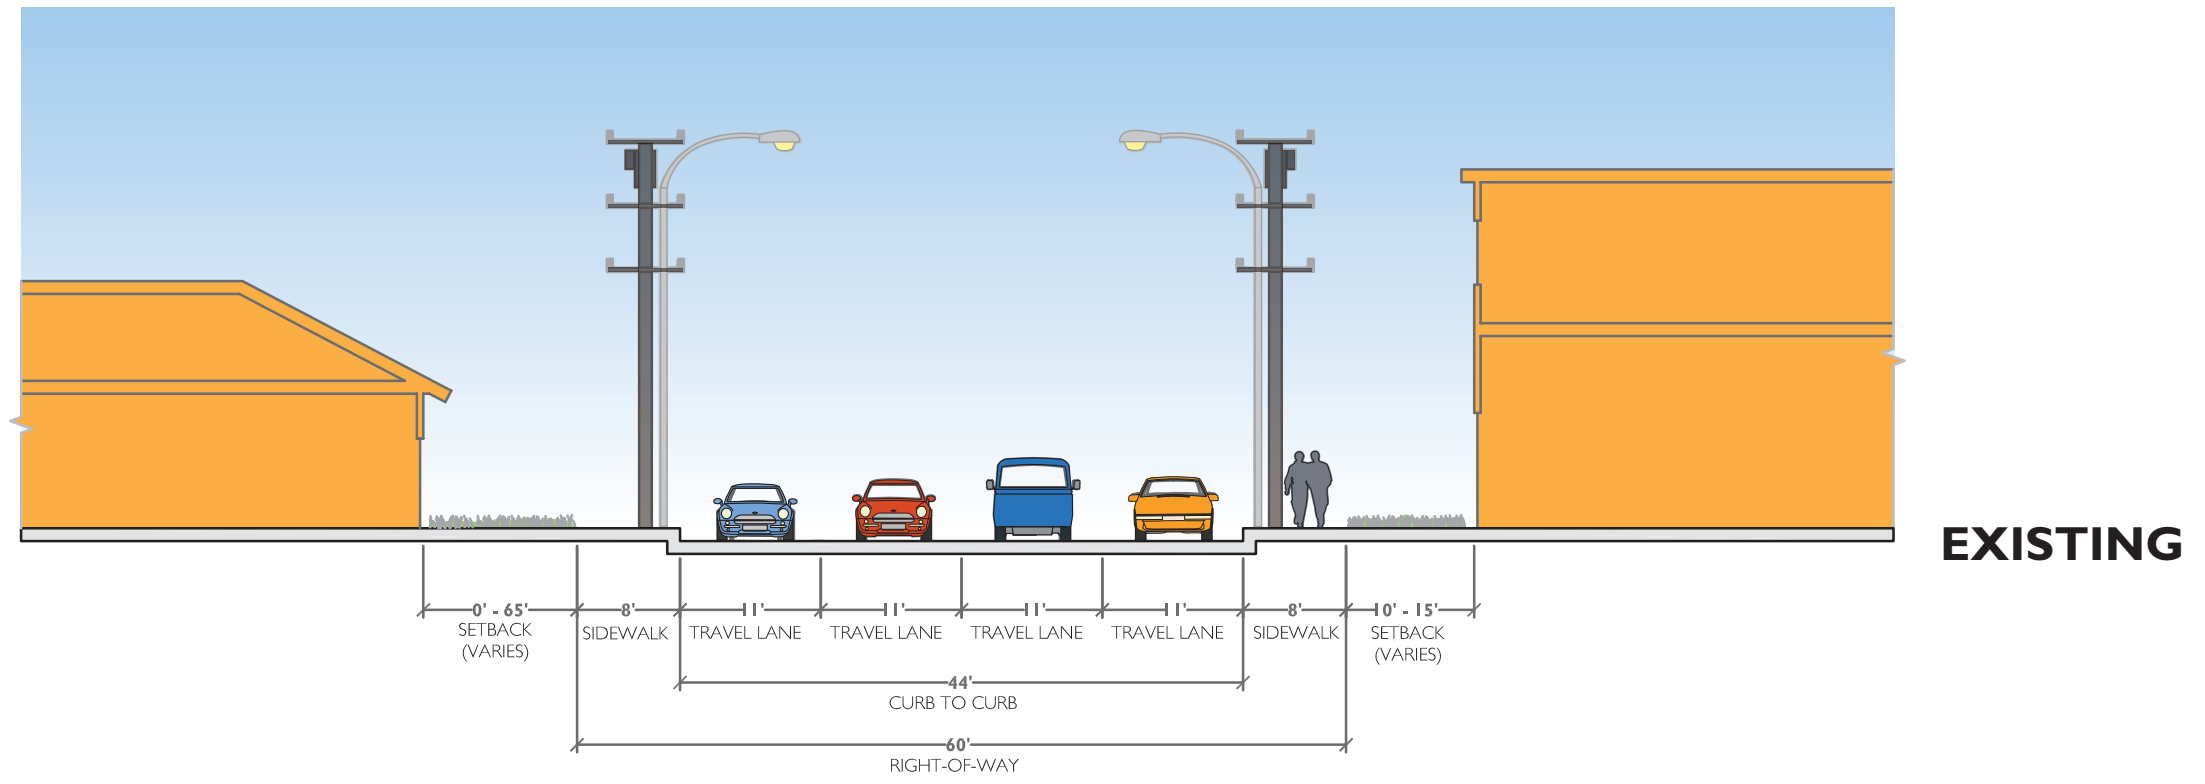 EXISTING
0' - 65'
SETBACK
(VARIES)
8'
SIDEWALK
11'
TRAVEL LANE
11'
TRAVEL LANE
11'
TRAVEL LANE
11'
TRAVEL LANE
8'
SIDEWALK
10' - 15'
SETBACK
(VARIES)
44'
CURB TO CURB
60'
RIGHT-OF-WAY